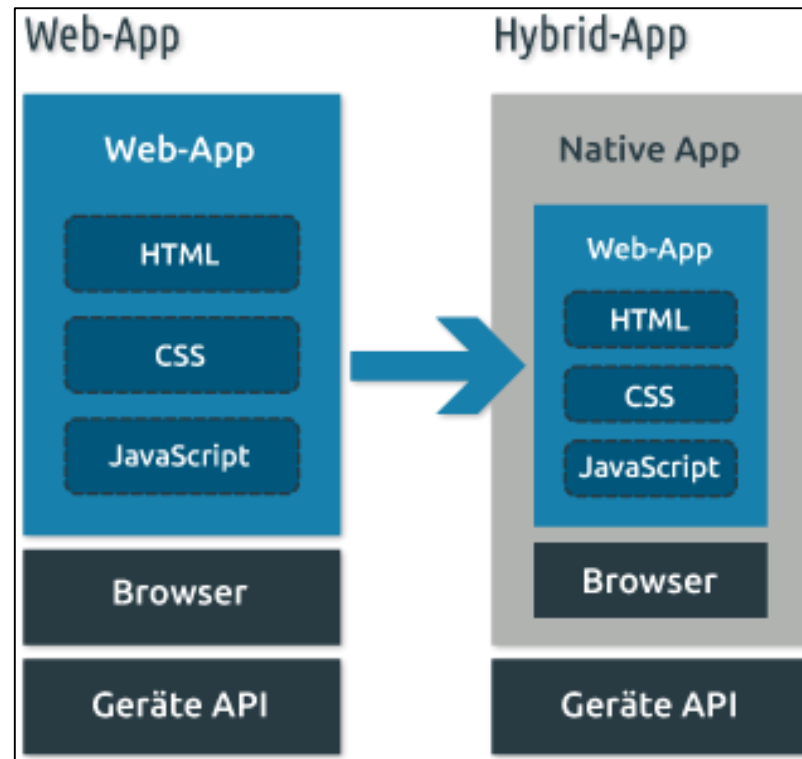 Web-App
Web-App
HTML
CSS
JavaScript
Browser
Geräte API
Hybrid-App
Native App
Web-App
HTML
CSS
JavaScript
Browser
Geräte API